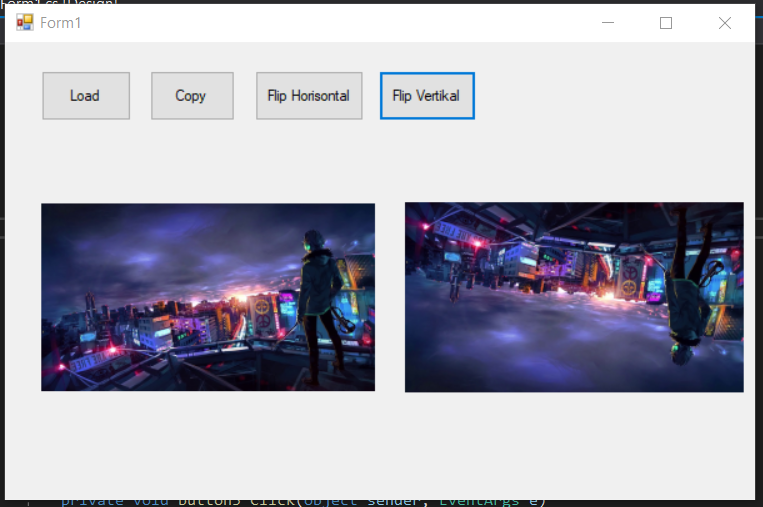 Form1.cs [Design]
Form1
Load
Copy
Flip Horisontal
Flip Vertikal
private void button3_Click(object sender, EventArgs e)